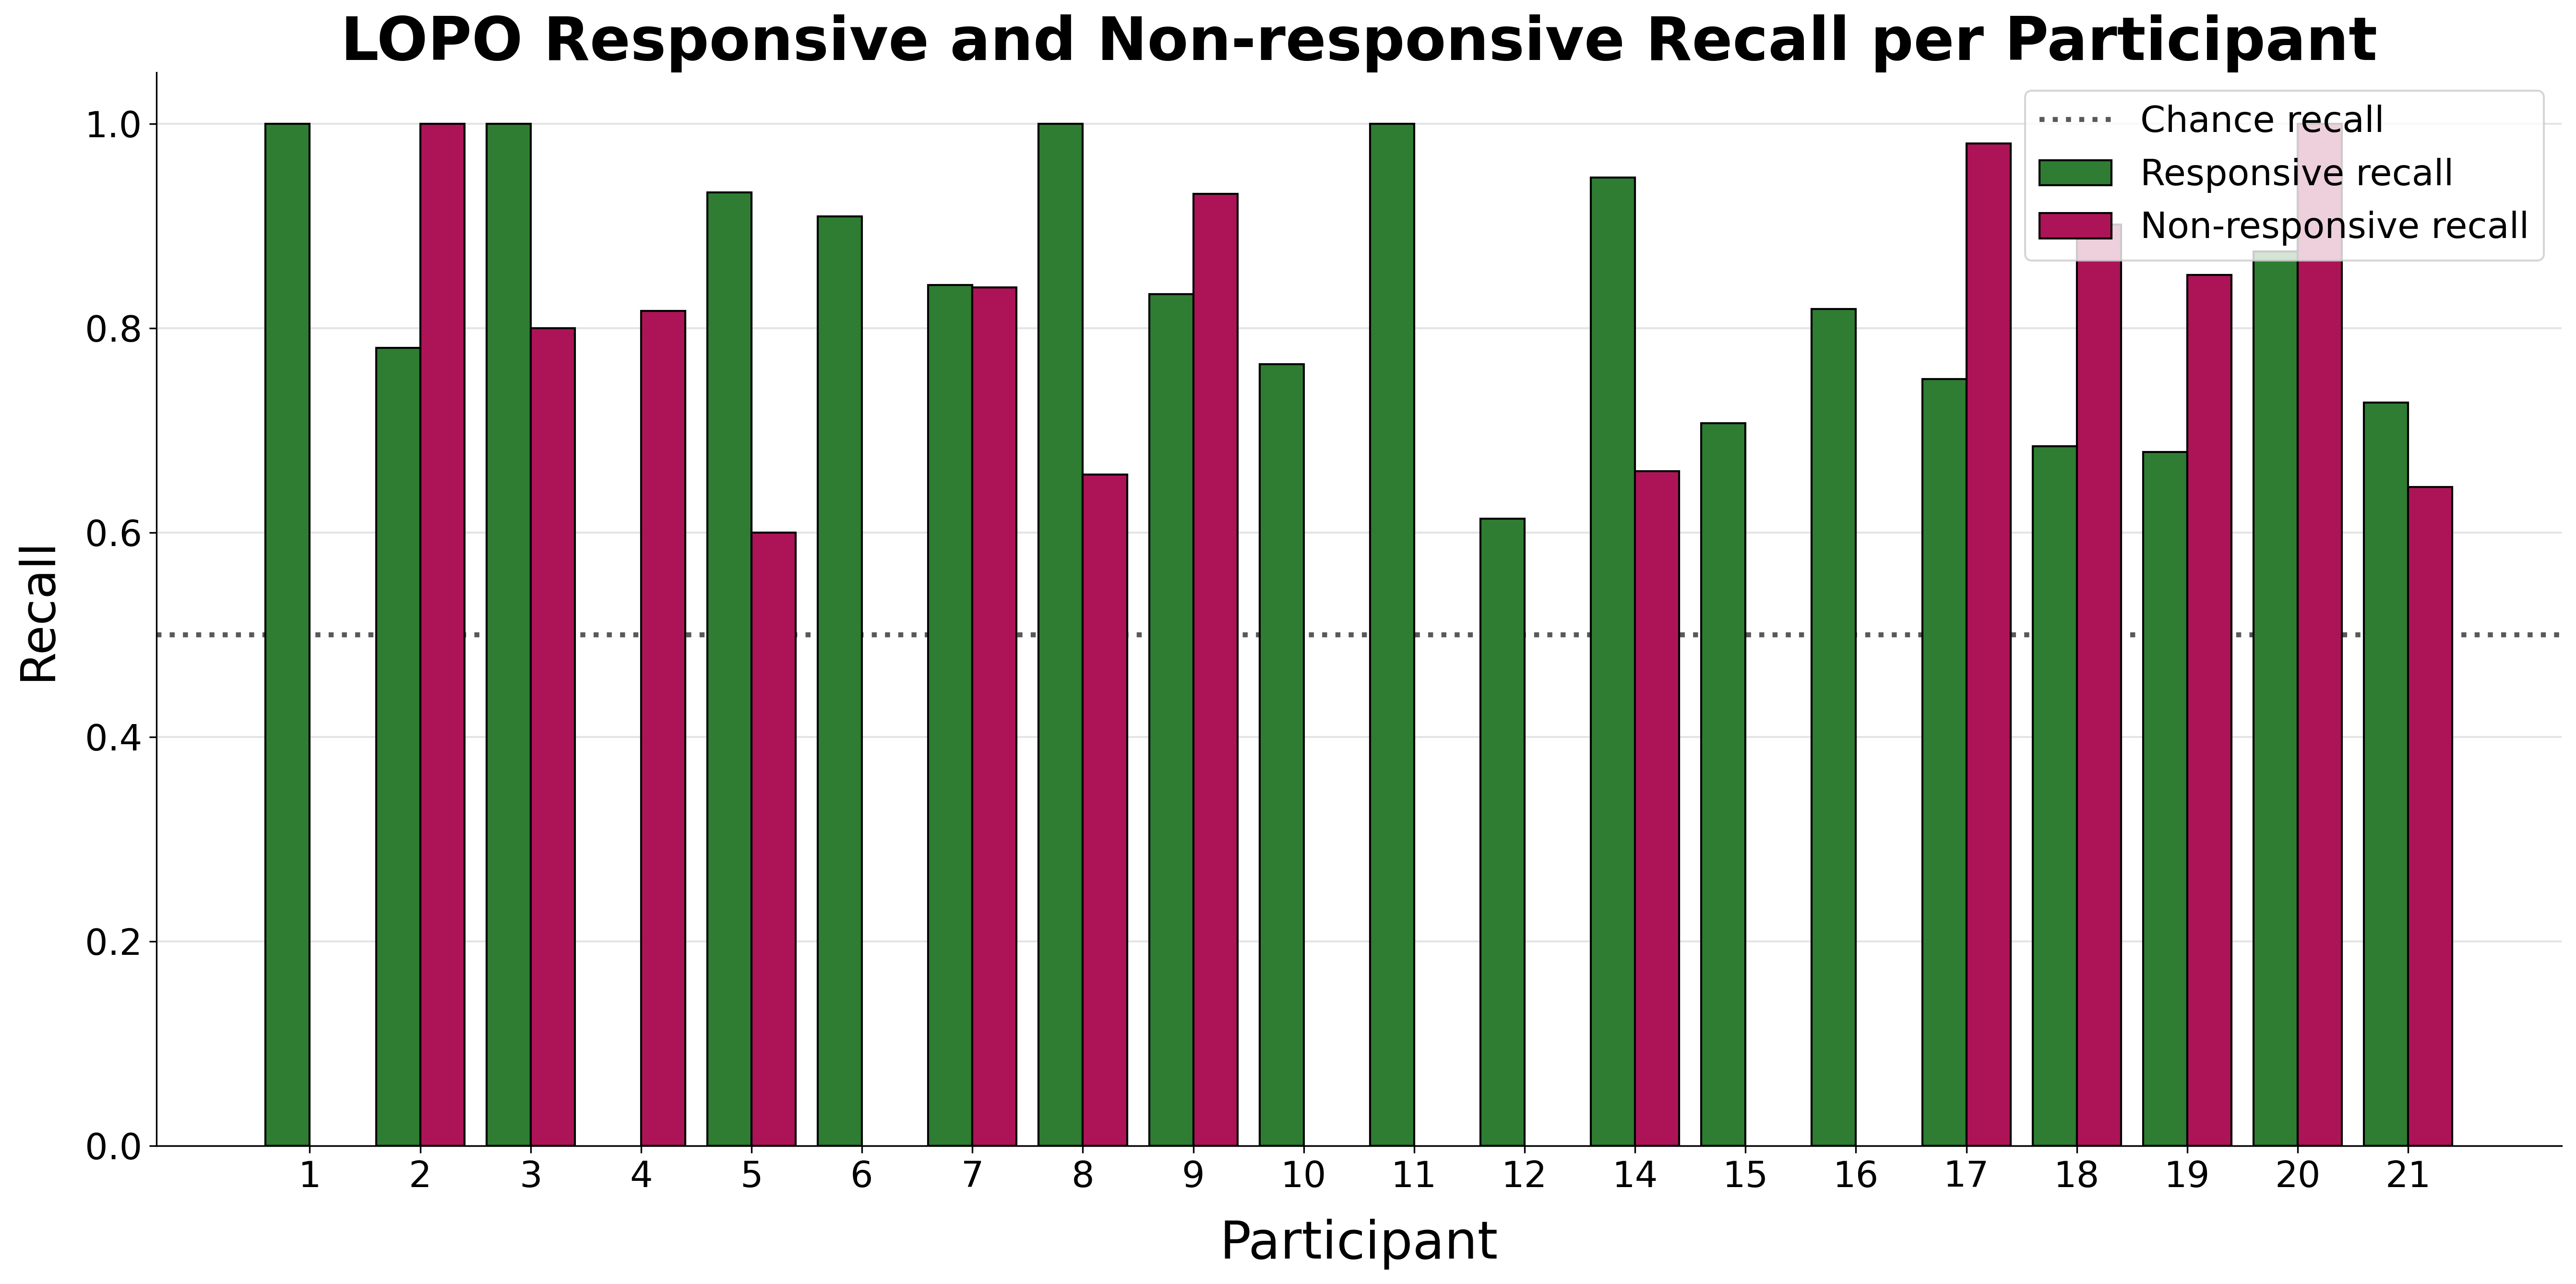 LOPO Responsive and Non-responsive Recall per Participant
Chance recall
Responsive recall
Non-responsive recall
Recall
1.0
0.8
0.6
0.4
0.2
0.0
1 2 3 4 5 6 7 8 9 10 11 12 14 15 16 17 18 19 20 21
Participant